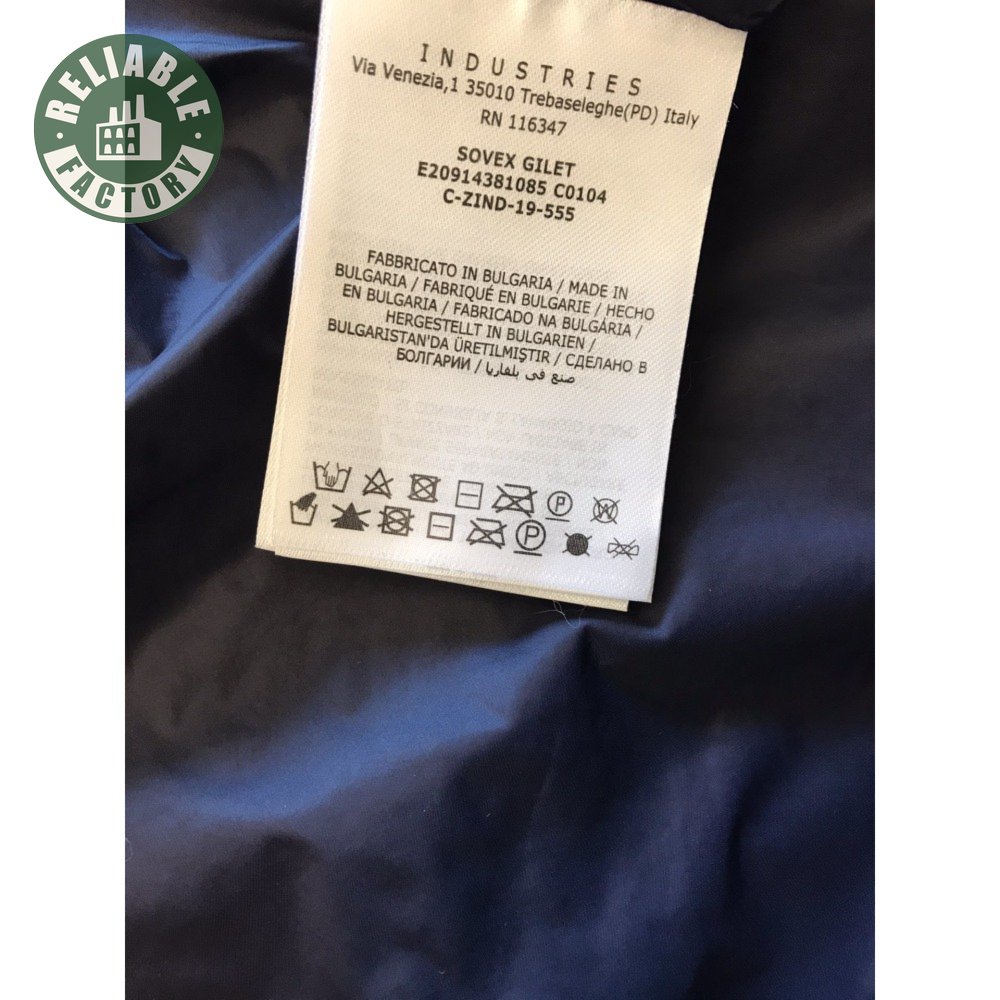 RELIABLE
FACTORY
INDUSTRIES
Via Venezia,1 35010 Trebaseleghe(PD) Italy
RN 116347
SOVEX GILET
E20914381085 C0104
C-ZIND-19-555
FABBRICATO IN BULGARIA / MADE IN
BULGARIA / FABRIQUÉ EN BULGARIE / HECHO
EN BULGARIA / FABRICADO NA BULGÁRIA /
HERGESTELLT IN BULGARIEN /
BULGARISTAN'DA ÜRETILMIŞTIR / СДЕЛАНО В
БОЛГАРИИ / صنع فى بلغاريا
P W
P